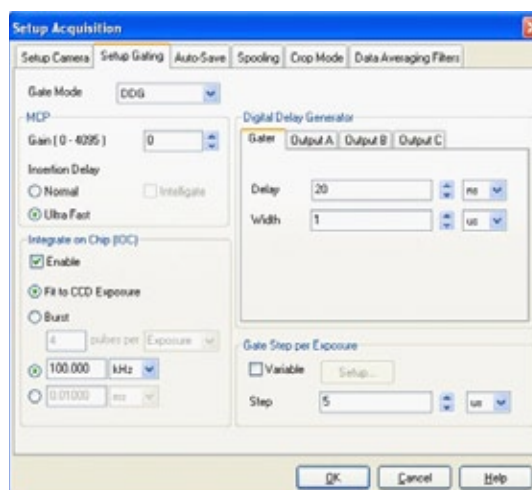 Setup Acquisition
Setup Camera Setup Gating Auto-Save Spooling Crop Mode Data Averaging Filters
Gate Mode DDG
MCP
Gain ( 0 - 4095 ) 0
Insertion Delay
Normal Intelligate
Ultra Fast
Digital Delay Generator
Gater Output A Output B Output C
Delay 20 ns
Width 1 us
Integrate on Chip (IOC)
Enable
Fit to CCD Exposure
Burst
4 pulses per Exposure
100.000 kHz
0.01000
Gate Step per Exposure
Variable Setup...
Step 5 us
OK Cancel Help